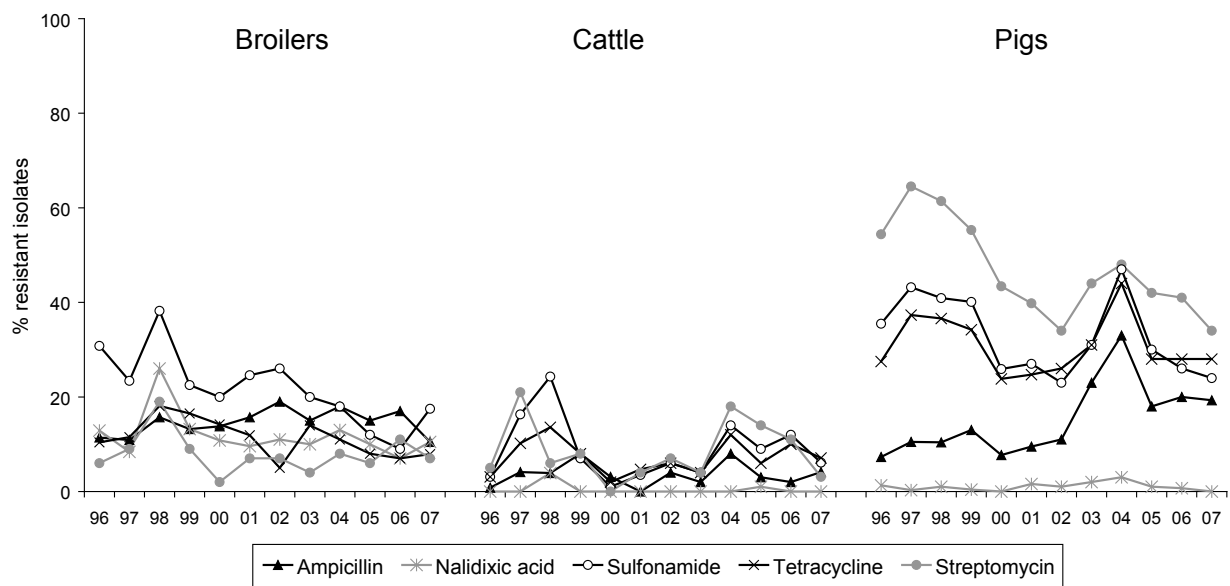 Broilers Cattle Pigs
% resistant isolates
100
80
60
40
20
0
96 97 98 99 00 01 02 03 04 05 06 07 96 97 98 99 00 01 02 03 04 05 06 07 96 97 98 99 00 01 02 03 04 05 06 07
Ampicillin Nalidixic acid Sulfonamide Tetracycline Streptomycin